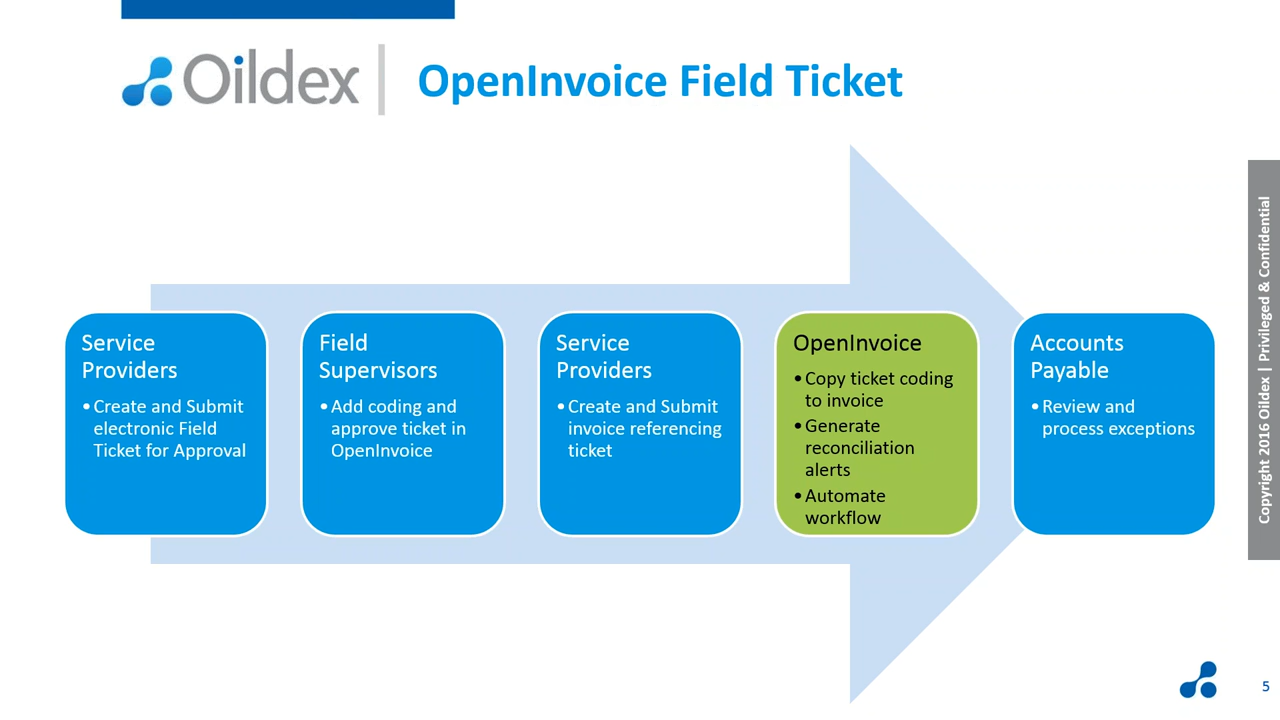 Oildex
OpenInvoice Field Ticket
Service
Providers
•Create and Submit
electronic Field
Ticket for Approval
Field
Supervisors
•Add coding and
approve ticket in
OpenInvoice
Service
Providers
•Create and Submit
invoice referencing
ticket
OpenInvoice
•Copy ticket coding
to invoice
•Generate
reconciliation
alerts
•Automate
workflow
Accounts
Payable
•Review and
process exceptions
Copyright 2016 Oildex | Privileged & Confidential
5